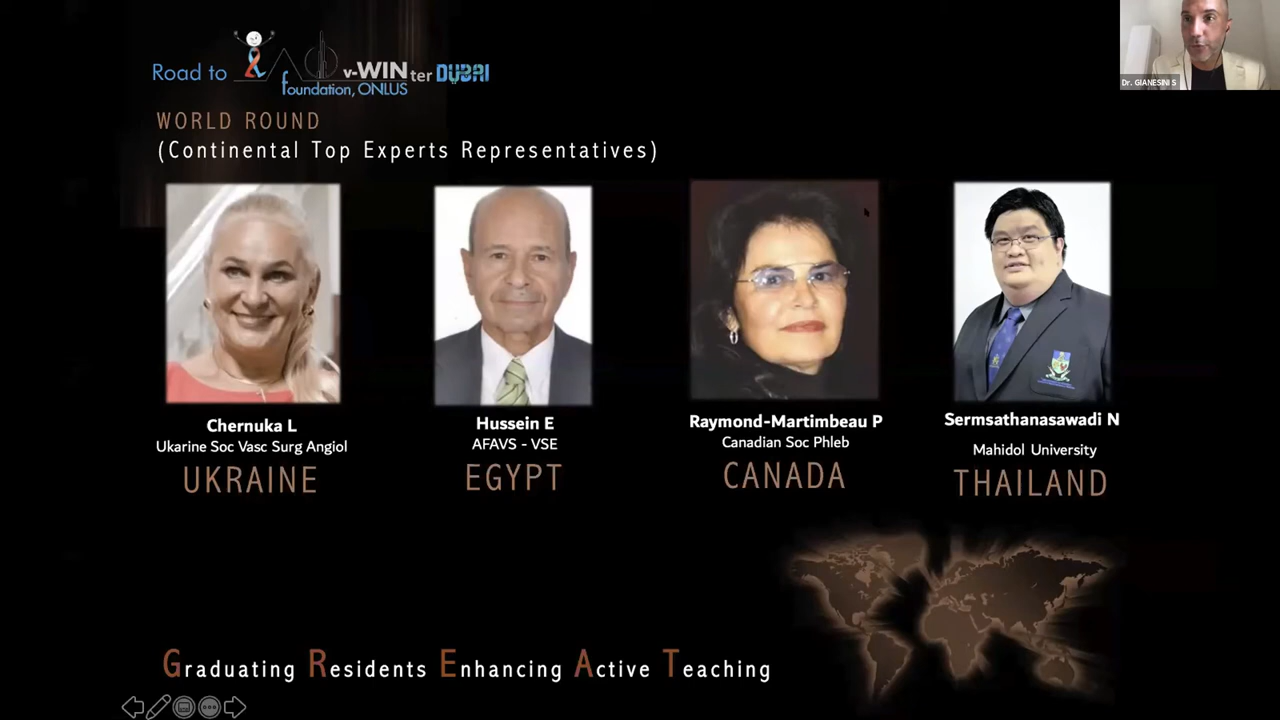 Road to v-WINter DUBAI
foundation, ONLUS
Dr. GIANESINI S
WORLD ROUND
(Continental Top Experts Representatives)
Chernuka L
Ukarine Soc Vasc Surg Angiol
UKRAINE
Hussein E
AFAVS - VSE
EGYPT
Raymond-Martimbeau P
Canadian Soc Phleb
CANADA
Sermsathanasawadi N
Mahidol University
THAILAND
Graduating Residents Enhancing Active Teaching